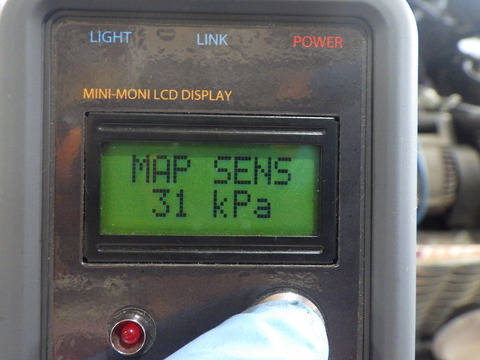 LIGHT LINK POWER
MINI-MONI LCD DISPLAY
MAP SENS
31 kPa